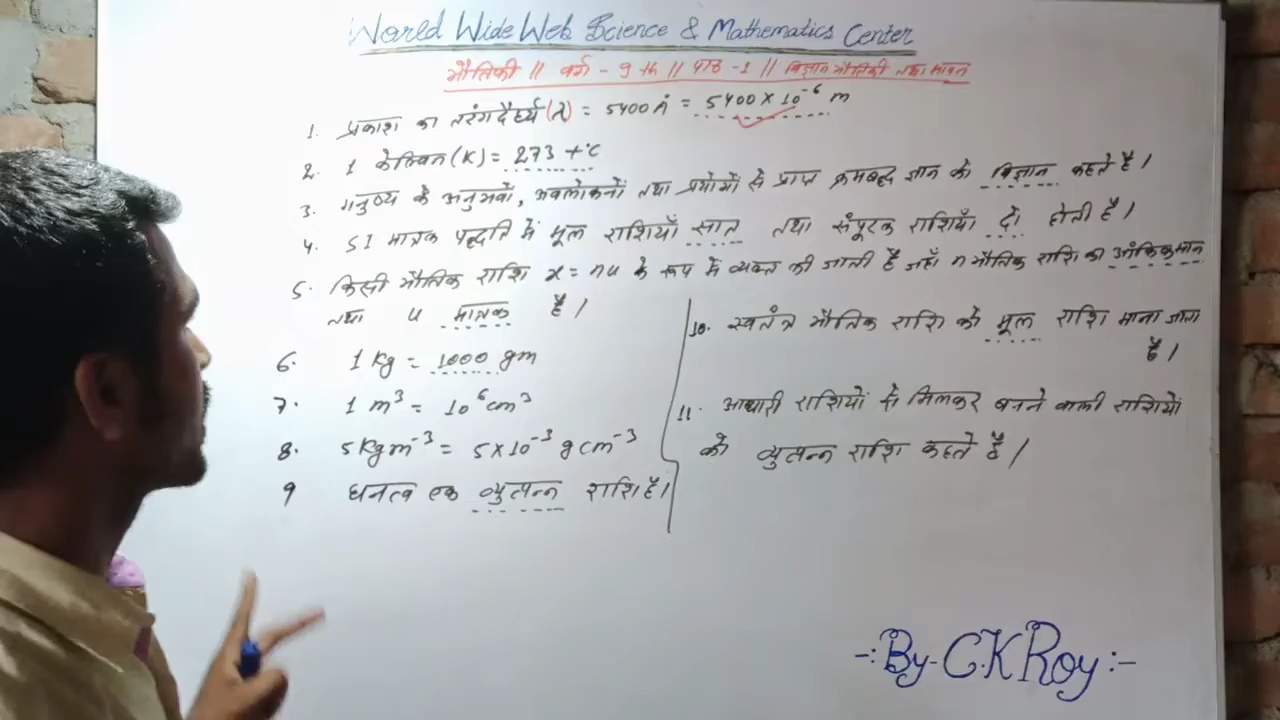 World Wide Web Science & Mathematics Center
भौतिकी // वर्ग - 9 th // पाठ -1 // विज्ञान भौतिकी तथा मापन
1. प्रकाश का तरंगदैर्ध्य (λ) = 5400 Å = 5400 × 10⁻⁶ m
2. 1 केल्विन (K) = 273 + °C
3. मनुष्य के अनुभवों, अवलोकनों तथा प्रयोगों से प्राप्त क्रमबद्ध ज्ञान को विज्ञान कहते है।
4. SI मात्रक पद्धति में मूल राशियाँ सात तथा संपूरक राशियाँ दो होती है।
5. किसी भौतिक राशि x = nu के रूप में व्यक्त की जाती है जहाँ n भौतिक राशि का आंकिक मान
तथा u मात्रक है।
6. 1 Kg = 1000 gm
7. 1 m³ = 10⁶ cm³
8. 5 Kgm⁻³ = 5×10⁻³ g cm⁻³
9 घनत्व एक व्युत्पन्न राशि है।
10. स्वतंत्र भौतिक राशि को मूल राशि माना जाता
है।
11. आधारी राशियों से मिलकर बनने वाली राशियों
को व्युत्पन्न राशि कहते है।
-: By- C.K Roy :-